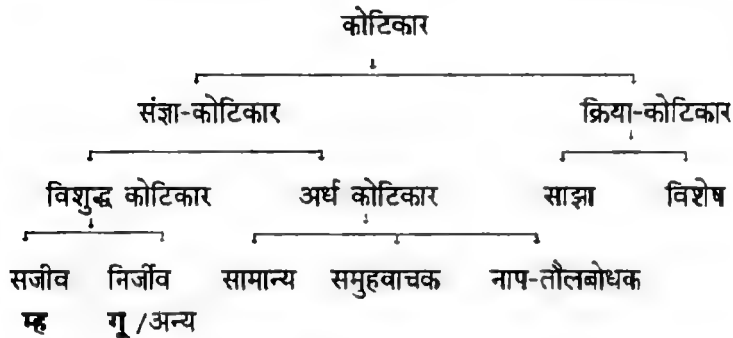 कोटिकार
संज्ञा-कोटिकार क्रिया-कोटिकार
विशुद्ध कोटिकार अर्ध कोटिकार साझा विशेष
सजीव निर्जीव सामान्य समुहवाचक नाप-तौलबोधक
म्ह गू /अन्य